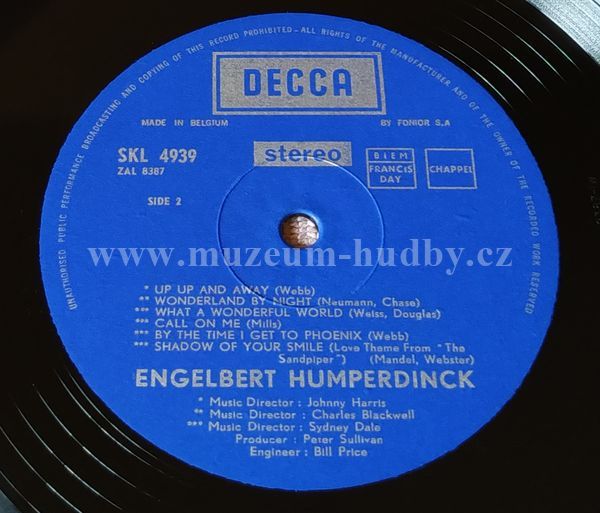 UNAUTHORISED PUBLIC PERFORMANCE BROADCASTING AND COPYING OF THIS RECORD PROHIBITED - ALL RIGHTS OF THE MANUFACTURER AND OF THE OWNER OF THE RECORDED WORK RESERVED
DECCA
MADE IN BELGIUM
BY FONIOR S.A
SKL 4939
ZAL 8387
stereo
BIEM
FRANCIS
DAY
CHAPPEL
SIDE 2
www.muzeum-hudby.cz
* UP UP AND AWAY (Webb)
** WONDERLAND BY NIGHT (Neumann, Chase)
*** WHAT A WONDERFUL WORLD (Weiss, Douglas)
*** CALL ON ME (Mills)
*** BY THE TIME I GET TO PHOENIX (Webb)
*** SHADOW OF YOUR SMILE (Love Theme From "The
Sandpiper") (Mandel, Webster)
ENGELBERT HUMPERDINCK
* Music Director : Johnny Harris
** Music Director : Charles Blackwell
*** Music Director : Sydney Dale
Producer : Peter Sullivan
Engineer : Bill Price